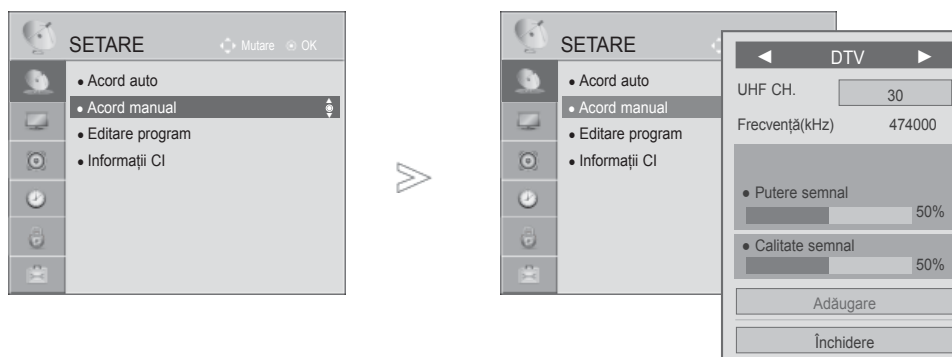 SETARE
Mutare OK
• Acord auto
• Acord manual
• Editare program
• Informații CI
SETARE
• Acord auto
• Acord manual
• Editare program
• Informații CI
◄ DTV ►
UHF CH. 30
Frecvență(kHz) 474000
• Putere semnal
50%
• Calitate semnal
50%
Adăugare
Închidere